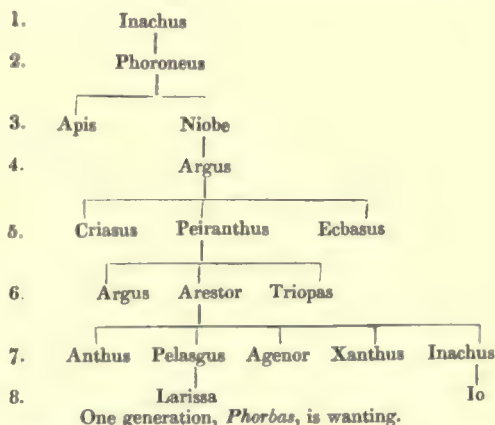 1. Inachus
2. Phoroneus
3. Apis Niobe
4. Argus
5. Criasus Peiranthus Ecbasus
6. Argus Arestor Triopas
7. Anthus Pelasgus Agenor Xanthus Inachus
8. Larissa Io
One generation, Phorbas, is wanting.